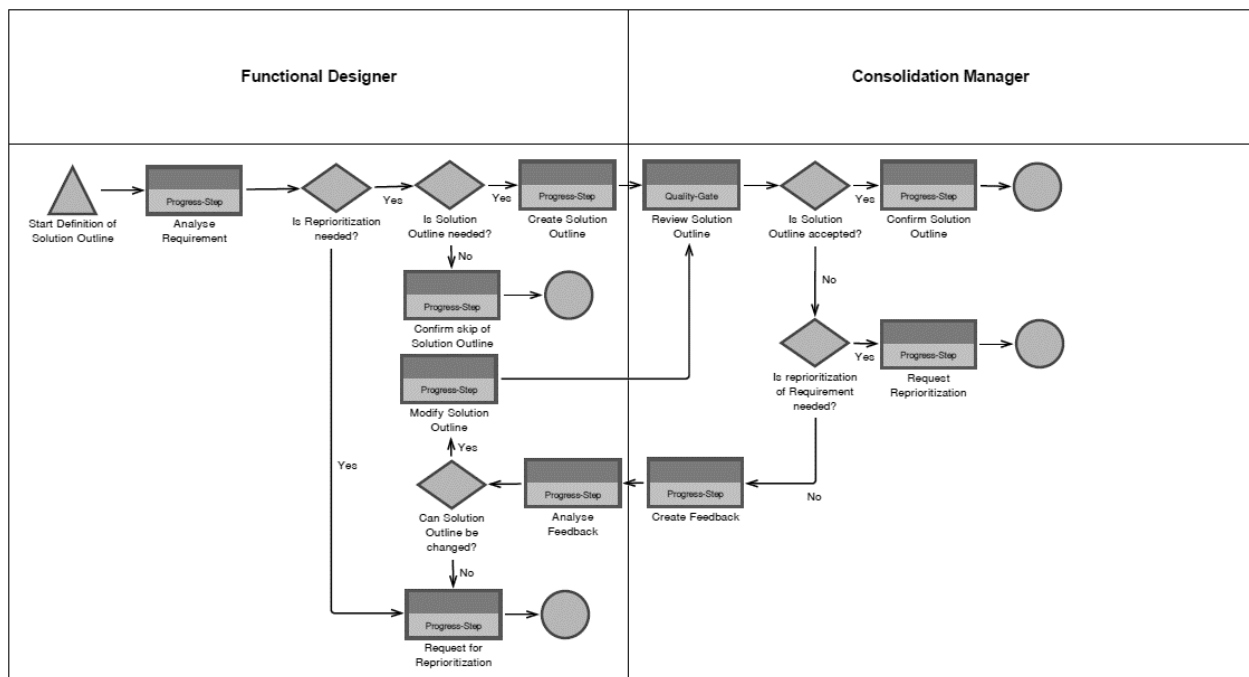 Functional Designer
Consolidation Manager
Start Definition of
Solution Outline
Progress-Step
Analyse
Requirement
Is Reprioritization
needed?
Yes
Is Solution
Outline needed?
Yes
Progress-Step
Create Solution
Outline
Quality-Gate
Review Solution
Outline
Is Solution
Outline accepted?
Yes
Progress-Step
Confirm Solution
Outline
No
Progress-Step
Confirm skip of
Solution Outline
No
Is reprioritization
of Requirement
needed?
Yes
Progress-Step
Request
Reprioritization
Progress-Step
Modify Solution
Outline
Yes
Yes
Can Solution
Outline be
changed?
Progress-Step
Analyse
Feedback
Progress-Step
Create Feedback
No
No
Progress-Step
Request for
Reprioritization